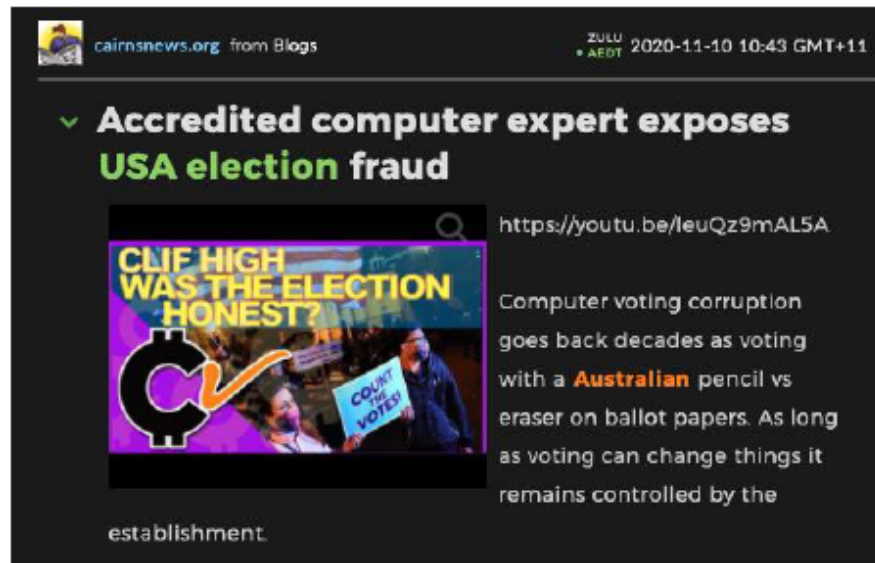 cairnsnews.org from Blogs
ZULU
• AEDT 2020-11-10 10:43 GMT+11
Accredited computer expert exposes
USA election fraud
CLIF HIGH
WAS THE ELECTION
HONEST?
COUNT
THE
VOTES!
https://youtu.be/leuQz9mAL5A
Computer voting corruption
goes back decades as voting
with a Australian pencil vs
eraser on ballot papers. As long
as voting can change things it
remains controlled by the
establishment.